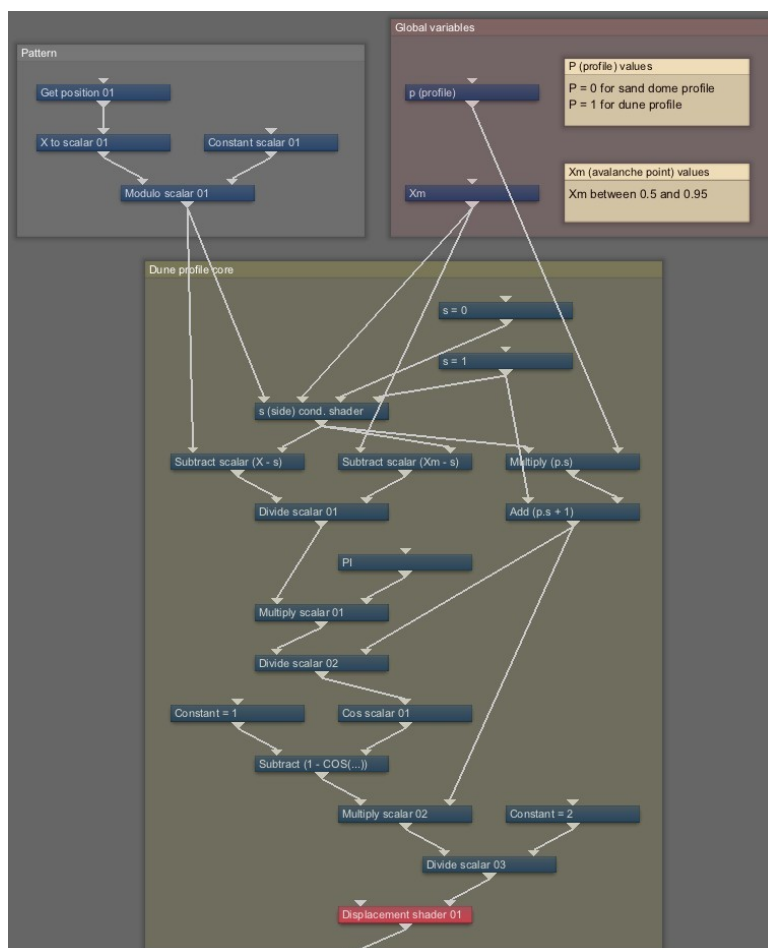 Global variables
Pattern
P (profile) values
Get position 01
p (profile)
P = 0 for sand dome profile
P = 1 for dune profile
X to scalar 01
Constant scalar 01
Xm (avalanche point) values
Modulo scalar 01
Xm
Xm between 0.5 and 0.95
Dune profile core
s = 0
s = 1
s (side) cond. shader
Subtract scalar (X - s)
Subtract scalar (Xm - s)
Multiply (p.s)
Divide scalar 01
Add (p.s + 1)
PI
Multiply scalar 01
Divide scalar 02
Constant = 1
Cos scalar 01
Subtract (1 - COS(...))
Multiply scalar 02
Constant = 2
Divide scalar 03
Displacement shader 01